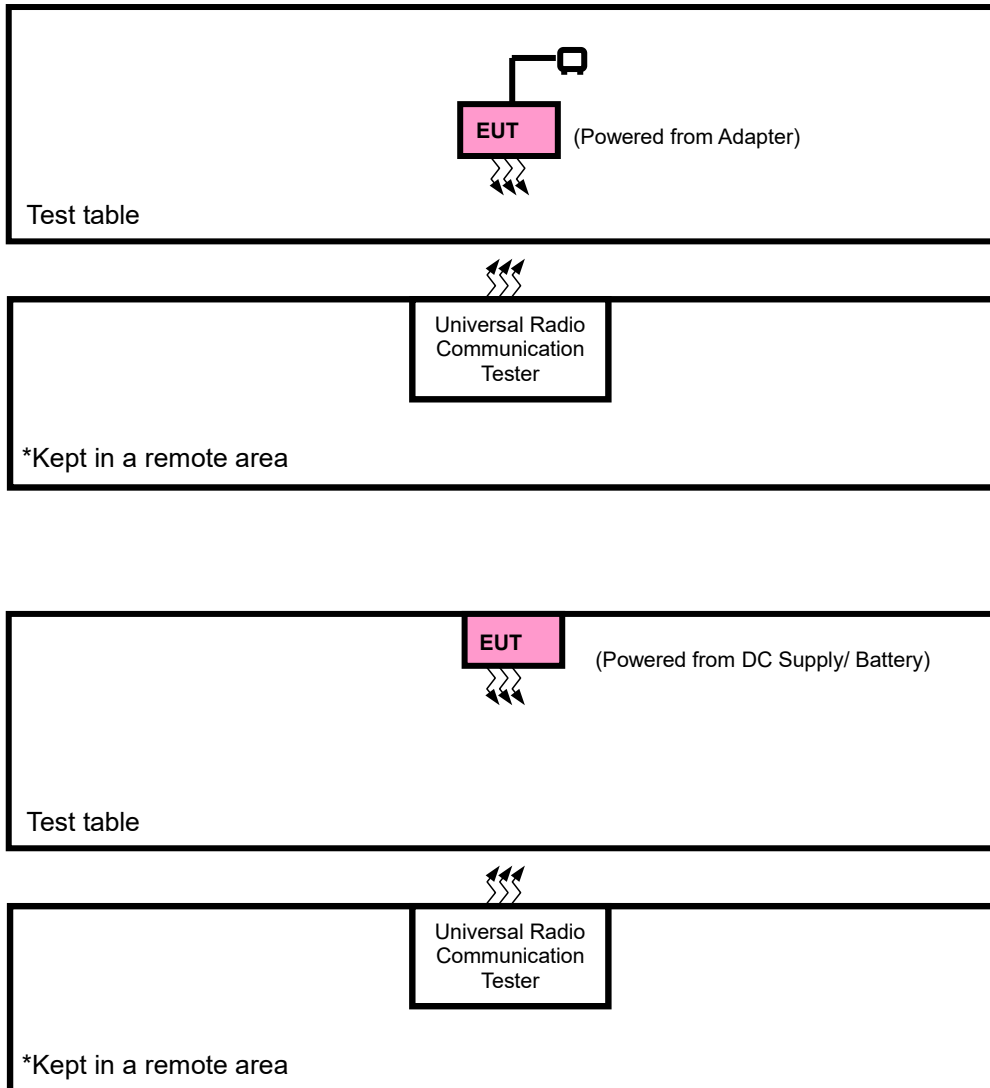 EUT
(Powered from Adapter)
Test table
Universal Radio
Communication
Tester
*Kept in a remote area
EUT
(Powered from DC Supply/ Battery)
Test table
Universal Radio
Communication
Tester
*Kept in a remote area